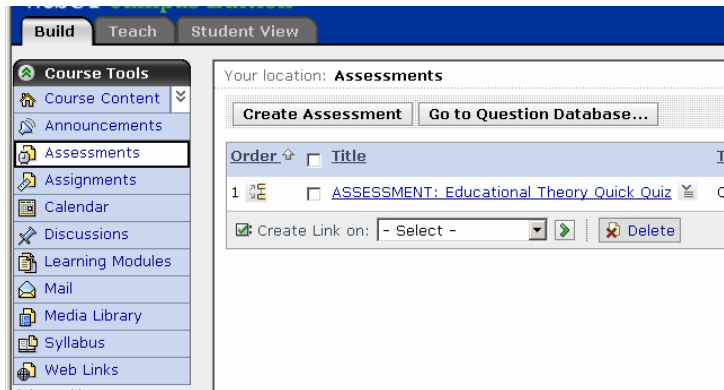 Build Teach Student View
Course Tools
Course Content
Announcements
Assessments
Assignments
Calendar
Discussions
Learning Modules
Mail
Media Library
Syllabus
Web Links
Your location: Assessments
Create Assessment Go to Question Database...
Order Title
1 ASSESSMENT: Educational Theory Quick Quiz
Create Link on: - Select - Delete